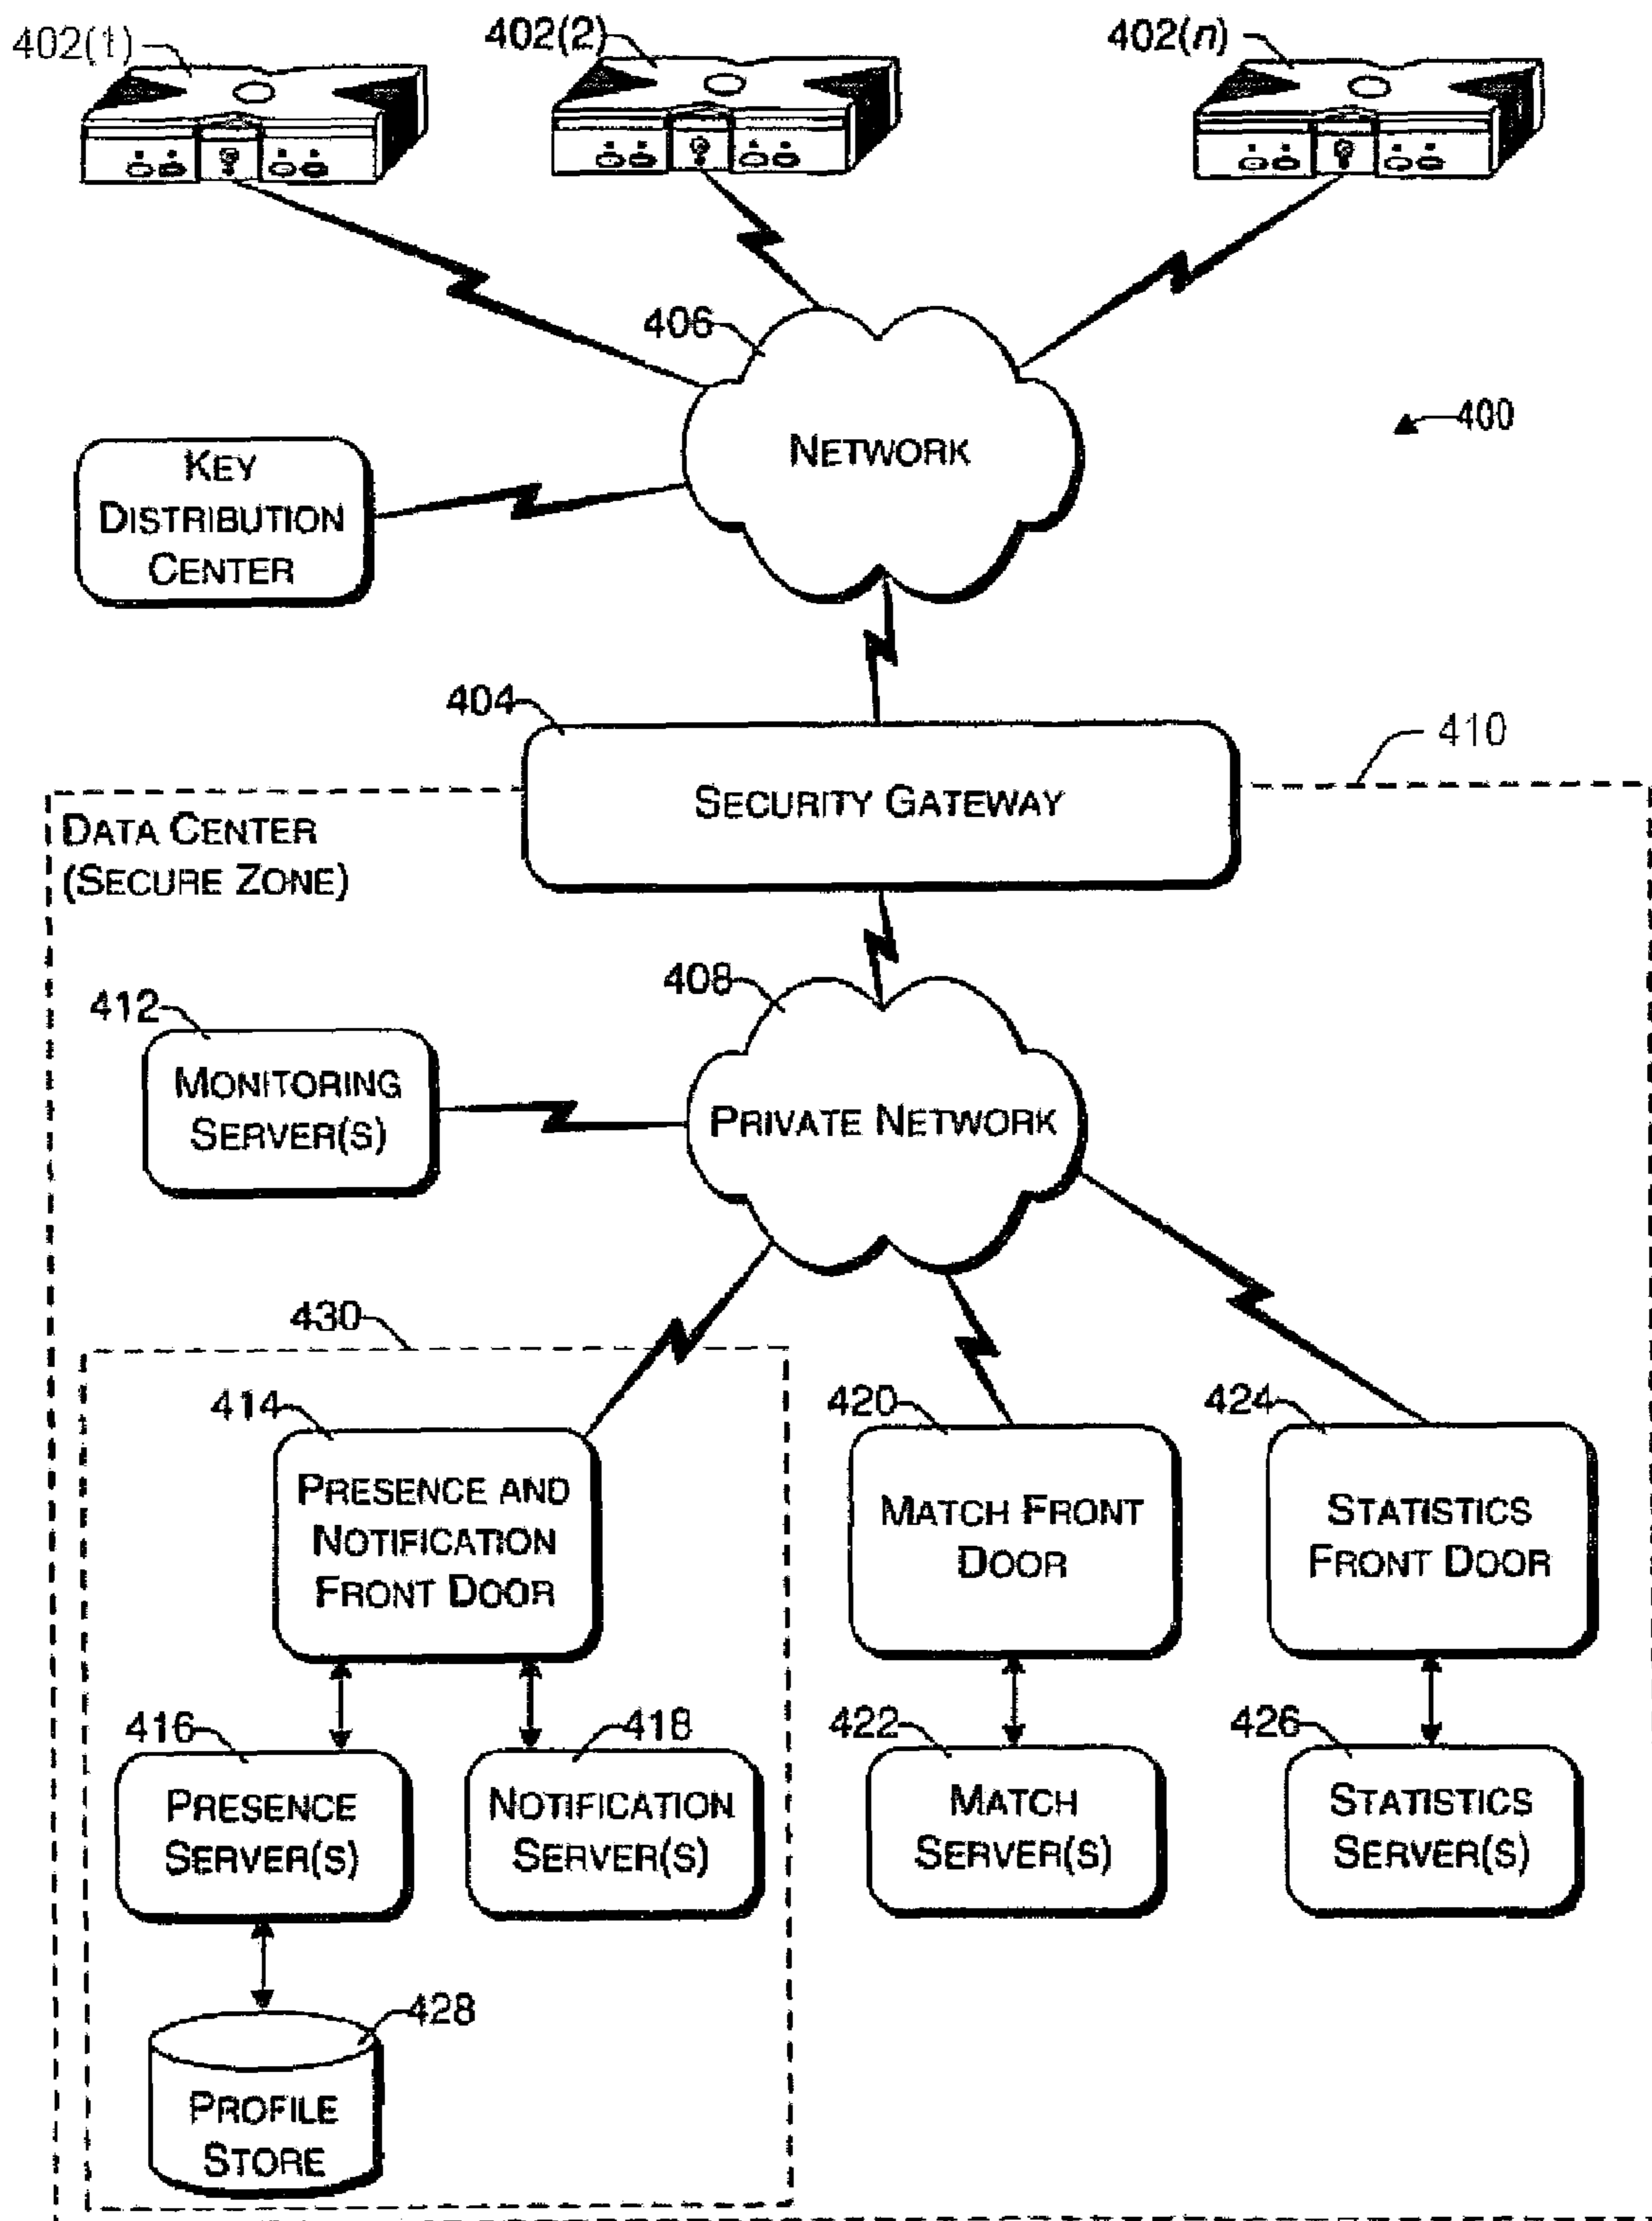 402(1)
402(2)
402(n)
406
NETWORK
400
KEY
DISTRIBUTION
CENTER
404
410
SECURITY GATEWAY
DATA CENTER
(SECURE ZONE)
408
412
MONITORING
SERVER(S)
PRIVATE NETWORK
430
414
420
424
PRESENCE AND
NOTIFICATION
FRONT DOOR
MATCH FRONT
DOOR
STATISTICS
FRONT DOOR
416
418
422
426
PRESENCE
SERVER(S)
NOTIFICATION
SERVER(S)
MATCH
SERVER(S)
STATISTICS
SERVER(S)
428
PROFILE
STORE